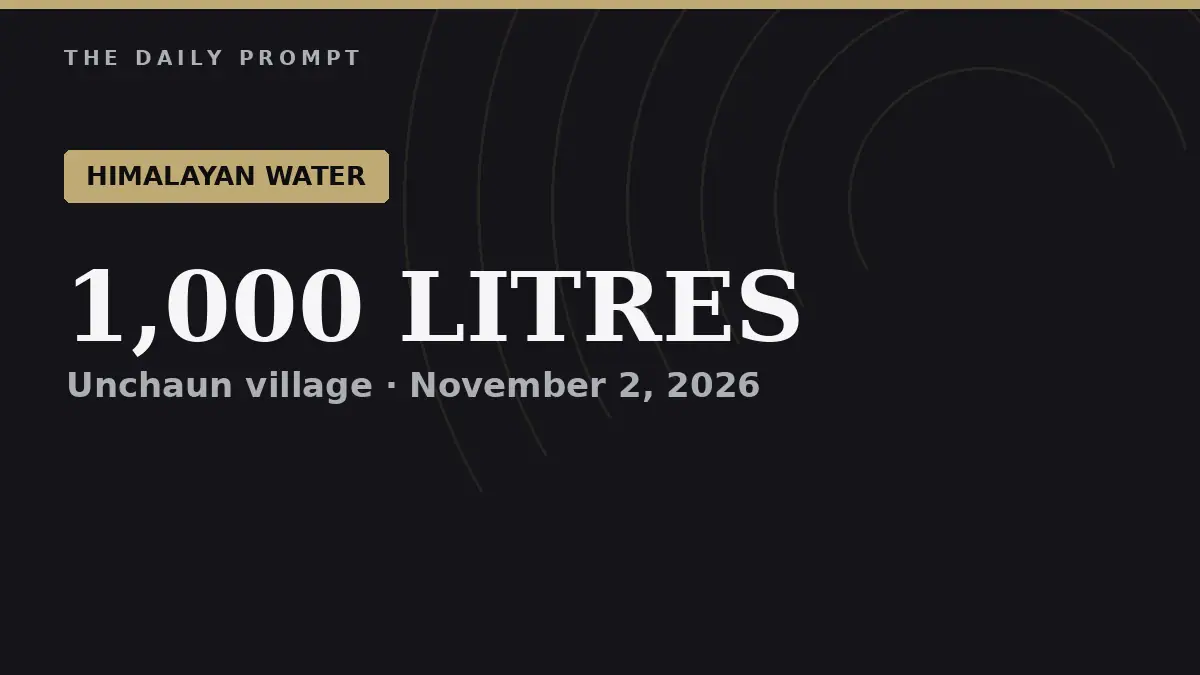 THE DAILY PROMPT
HIMALAYAN WATER
1,000 LITRES
Unchaun village · November 2, 2026